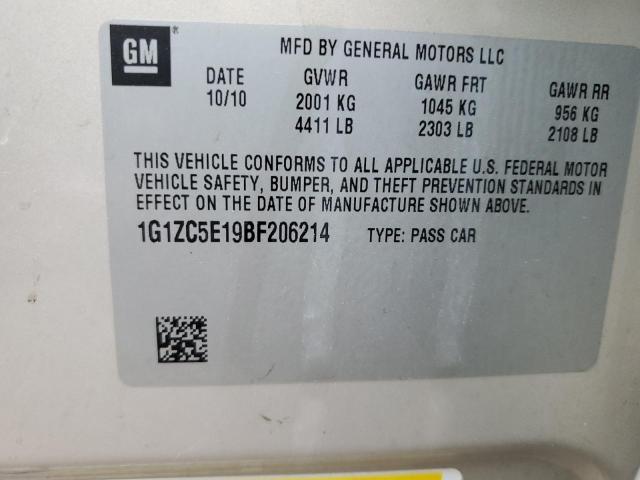 GM
MFD BY GENERAL MOTORS LLC
DATE GVWR GAWR FRT GAWR RR
10/10 2001 KG 1045 KG 956 KG
4411 LB 2303 LB 2108 LB
THIS VEHICLE CONFORMS TO ALL APPLICABLE U.S. FEDERAL MOTOR
VEHICLE SAFETY, BUMPER, AND THEFT PREVENTION STANDARDS IN
EFFECT ON THE DATE OF MANUFACTURE SHOWN ABOVE.
1G1ZC5E19BF206214 TYPE: PASS CAR